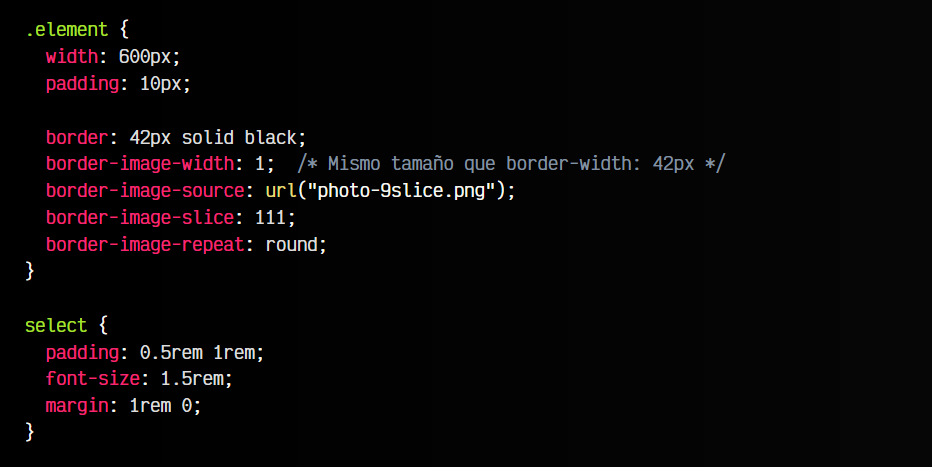 .element {
  width: 600px;
  padding: 10px;

  border: 42px solid black;
  border-image-width: 1;  /* Mismo tamaño que border-width: 42px */
  border-image-source: url("photo-9slice.png");
  border-image-slice: 111;
  border-image-repeat: round;
}

select {
  padding: 0.5rem 1rem;
  font-size: 1.5rem;
  margin: 1rem 0;
}